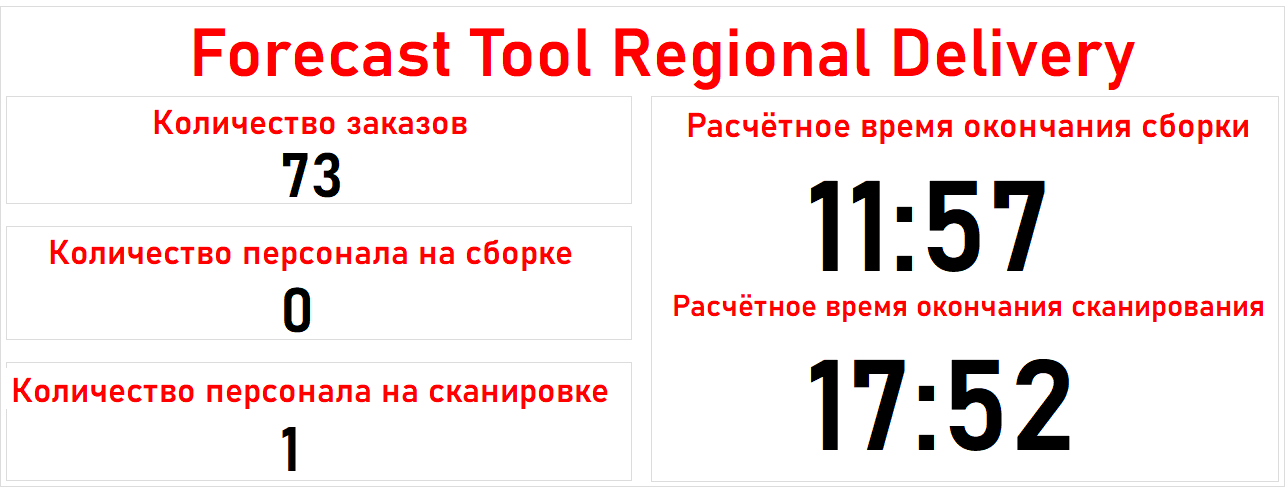 Forecast Tool Regional Delivery
Количество заказов
73
Количество персонала на сборке
0
Количество персонала на сканировке
1
Расчётное время окончания сборки
11:57
Расчётное время окончания сканирования
17:52